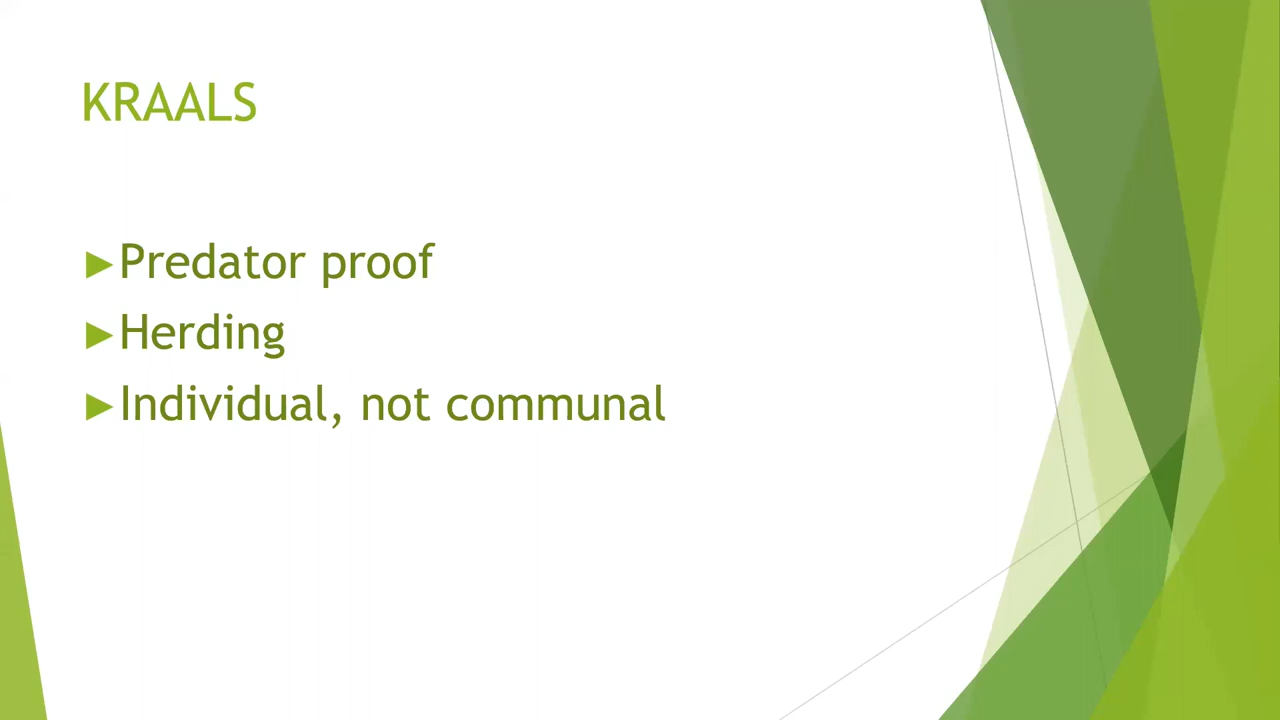 KRAALS
►Predator proof
►Herding
►Individual, not communal